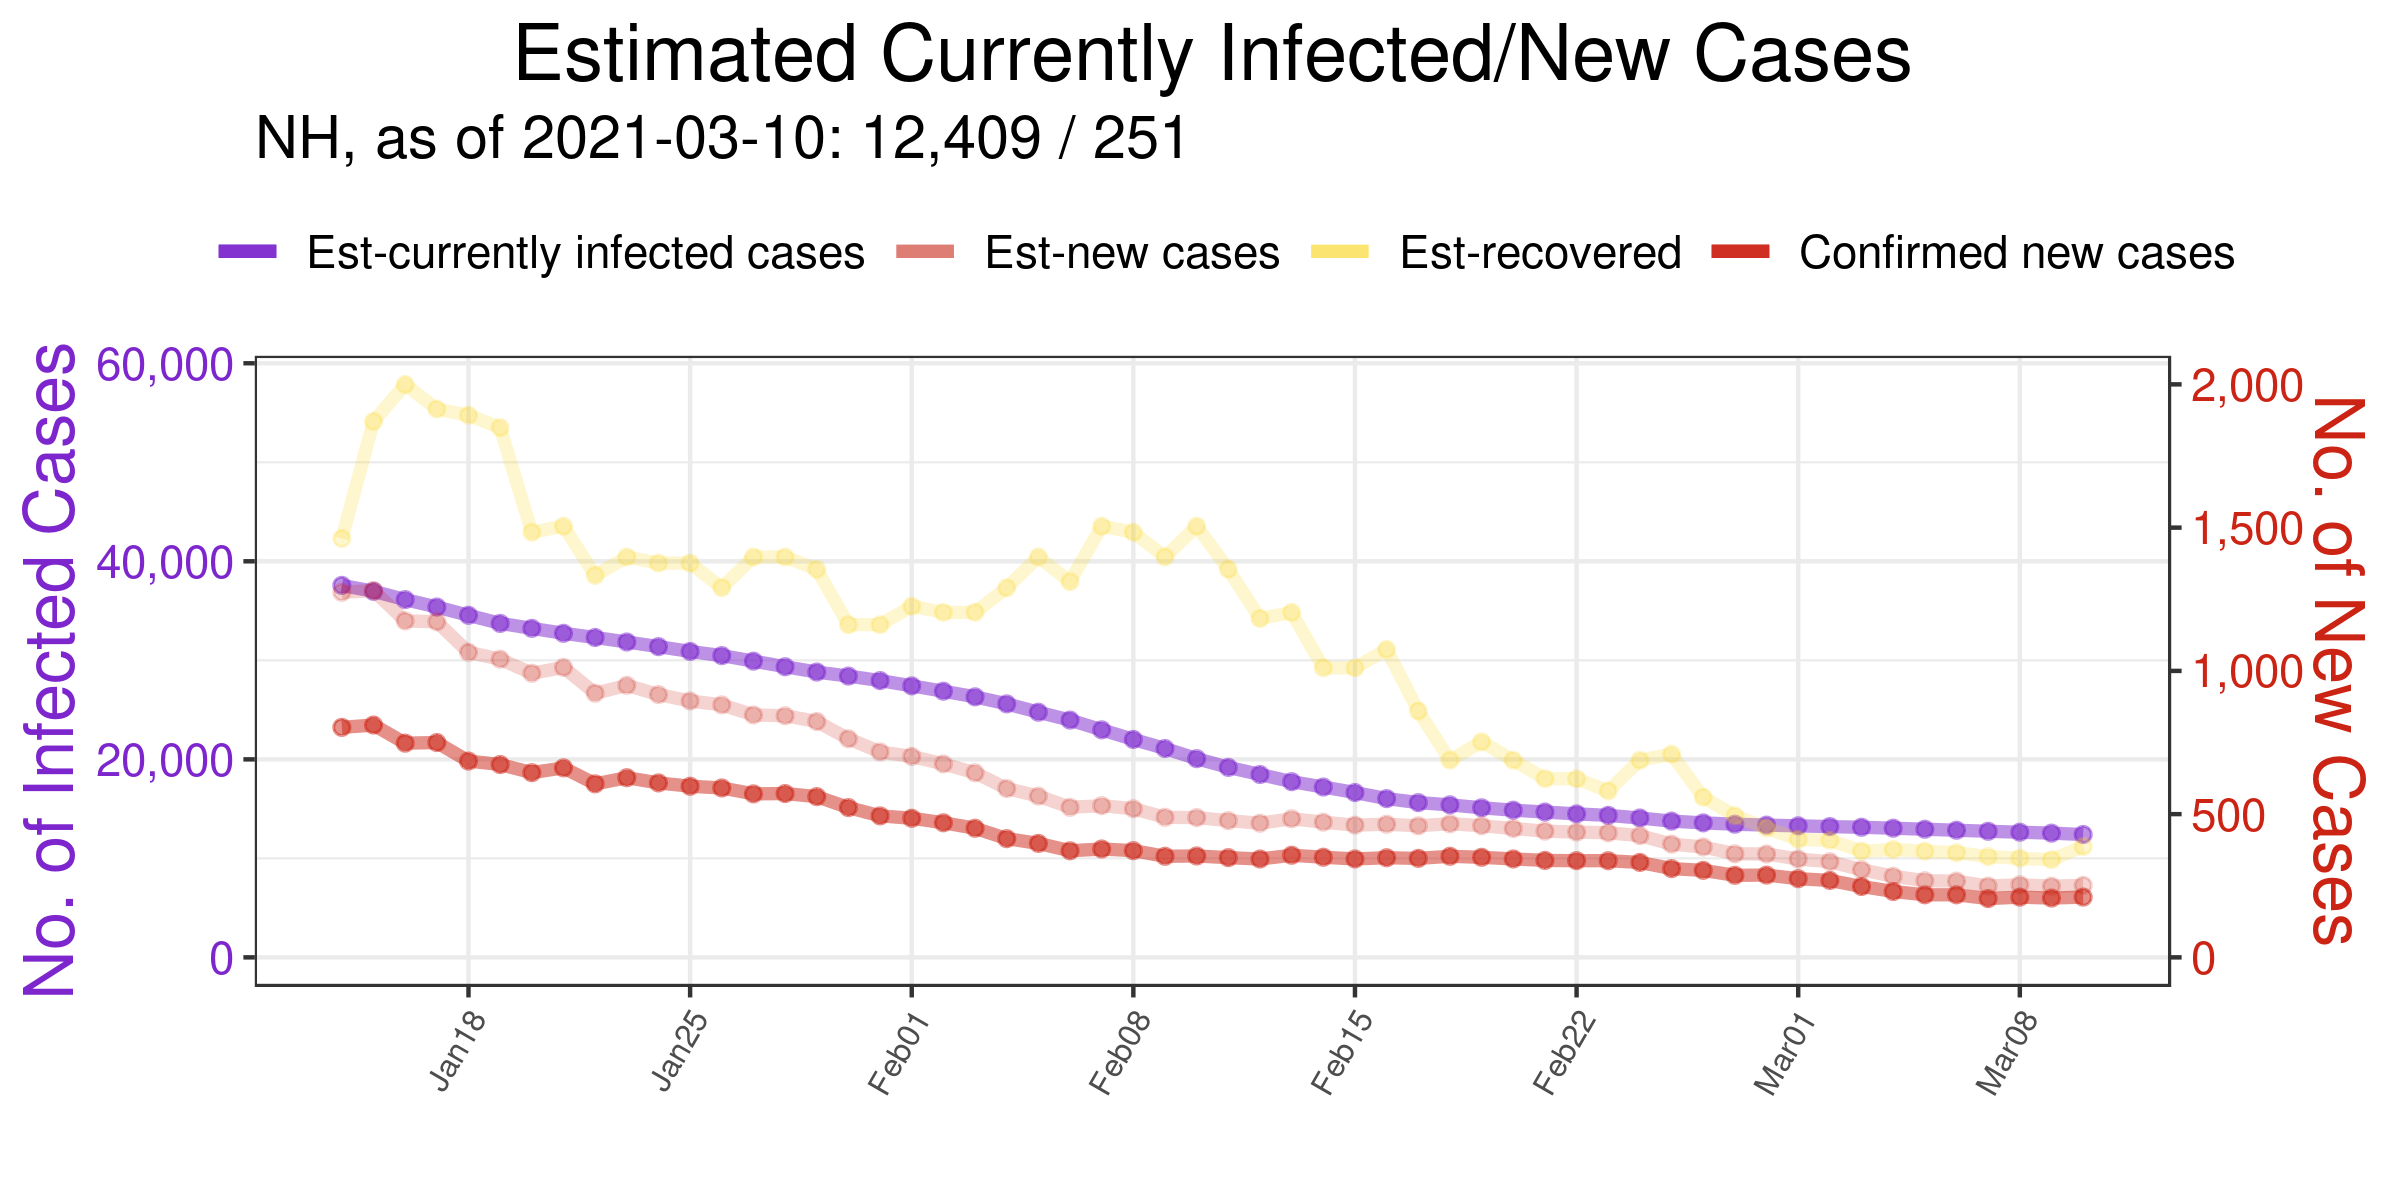 Estimated Currently Infected/New Cases
NH, as of 2021-03-10: 12,409 / 251
Est-currently infected cases Est-new cases Est-recovered Confirmed new cases
No. of Infected Cases
60,000
40,000
20,000
0
2,000
1,500
1,000
500
0
No. of New Cases
Jan18 Jan25 Feb01 Feb08 Feb15 Feb22 Mar01 Mar08